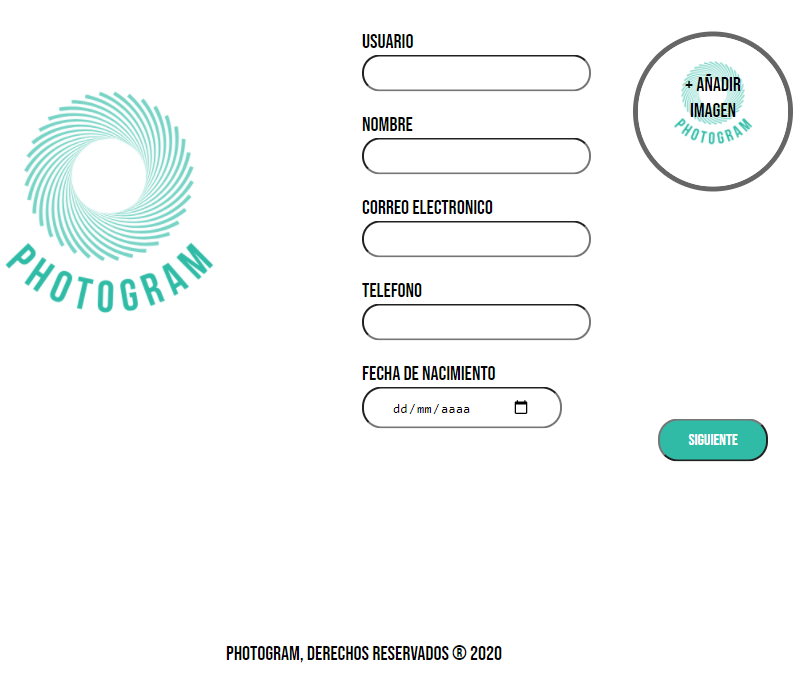 PHOTOGRAM
USUARIO
NOMBRE
CORREO ELECTRONICO
TELEFONO
FECHA DE NACIMIENTO
dd/mm/aaaa
+ AÑADIR
IMAGEN
PHOTOGRAM
SIGUIENTE
PHOTOGRAM, DERECHOS RESERVADOS ® 2020